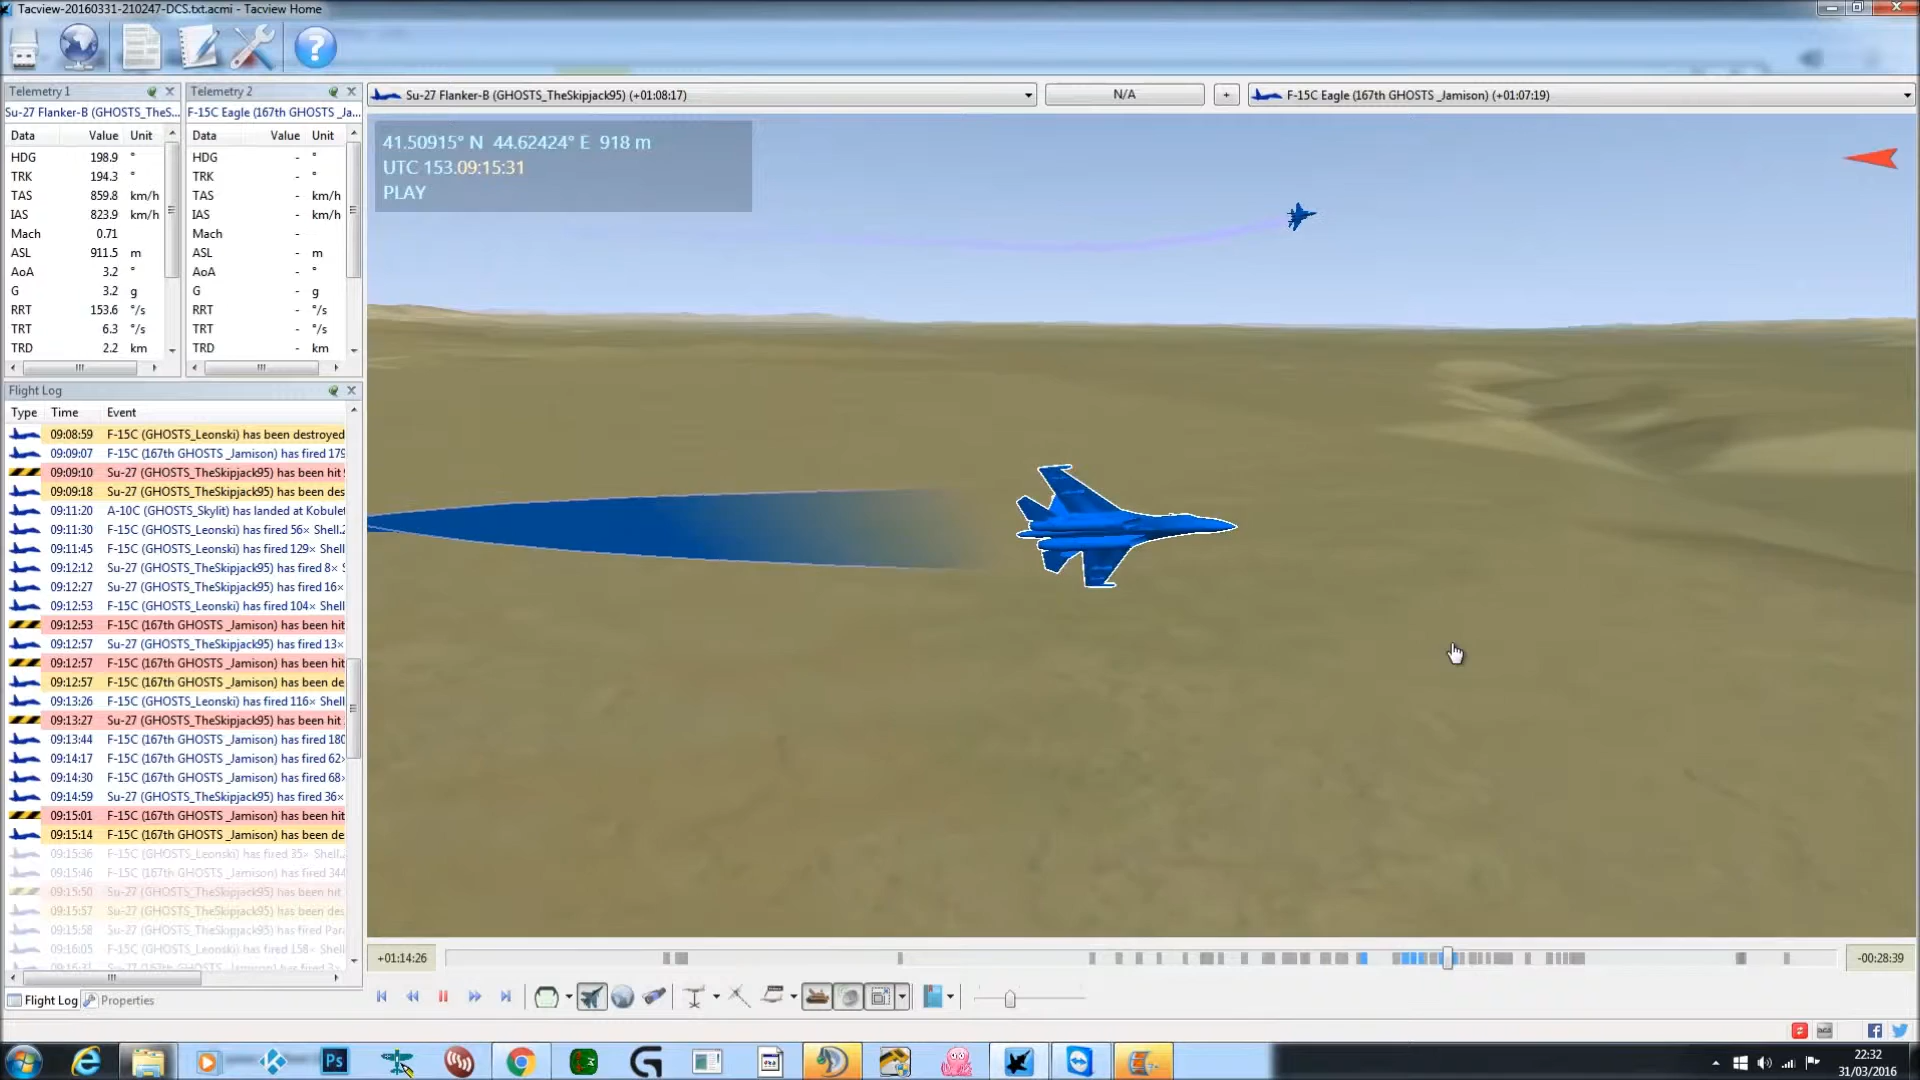 Tacview-20160331-210247-DCS.txt.acmi - Tacview Home
Telemetry 1
Telemetry 2
Su-27 Flanker-B (GHOSTS_TheSkipjack95) (+01:08:17)
N/A
+
F-15C Eagle (167th GHOSTS _Jamison) (+01:07:19)
Su-27 Flanker-B (GHOSTS_TheS...
F-15C Eagle (167th GHOSTS _Ja...
Data Value Unit
HDG 198.9 °
TRK 194.3 °
TAS 859.8 km/h
IAS 823.9 km/h
Mach 0.71
ASL 911.5 m
AoA 3.2 °
G 3.2 g
RRT 153.6 °/s
TRT 6.3 °/s
TRD 2.2 km
Data Value Unit
HDG - °
TRK - °
TAS - km/h
IAS - km/h
Mach -
ASL - m
AoA - °
G - g
RRT - °/s
TRT - °/s
TRD - km
41.50915° N 44.62424° E 918 m
UTC 153.09:15:31
PLAY
Flight Log
Type Time Event
09:08:59 F-15C (GHOSTS_Leonski) has been destroyed
09:09:07 F-15C (167th GHOSTS _Jamison) has fired 179
09:09:10 Su-27 (GHOSTS_TheSkipjack95) has been hit
09:09:18 Su-27 (GHOSTS_TheSkipjack95) has been des
09:11:20 A-10C (GHOSTS_Skylit) has landed at Kobulet
09:11:30 F-15C (GHOSTS_Leonski) has fired 56× Shell.
09:11:45 F-15C (GHOSTS_Leonski) has fired 129× Shell
09:12:12 Su-27 (GHOSTS_TheSkipjack95) has fired 8×
09:12:27 Su-27 (GHOSTS_TheSkipjack95) has fired 16×
09:12:53 F-15C (GHOSTS_Leonski) has fired 104× Shell
09:12:53 F-15C (167th GHOSTS _Jamison) has been hit
09:12:57 Su-27 (GHOSTS_TheSkipjack95) has fired 13×
09:12:57 F-15C (167th GHOSTS _Jamison) has been hit
09:12:57 F-15C (167th GHOSTS _Jamison) has been de
09:13:26 F-15C (GHOSTS_Leonski) has fired 116× Shell
09:13:27 Su-27 (GHOSTS_TheSkipjack95) has been hit
09:13:44 F-15C (167th GHOSTS _Jamison) has fired 180
09:14:17 F-15C (167th GHOSTS _Jamison) has fired 62×
09:14:30 F-15C (167th GHOSTS _Jamison) has fired 68×
09:14:59 Su-27 (GHOSTS_TheSkipjack95) has fired 36×
09:15:01 F-15C (167th GHOSTS _Jamison) has been hit
09:15:14 F-15C (167th GHOSTS _Jamison) has been de
09:15:36 F-15C (GHOSTS_Leonski) has fired 35× Shell.
09:15:46 F-15C (167th GHOSTS _Jamison) has fired 344
09:15:50 Su-27 (GHOSTS_TheSkipjack95) has been hit
09:15:57 Su-27 (GHOSTS_TheSkipjack95) has been des
09:15:58 Su-27 (GHOSTS_TheSkipjack95) has fired Para
09:16:05 F-15C (GHOSTS_Leonski) has fired 158× Shell
Flight Log
Properties
+01:14:26
-00:28:39
Ps
22:32
31/03/2016